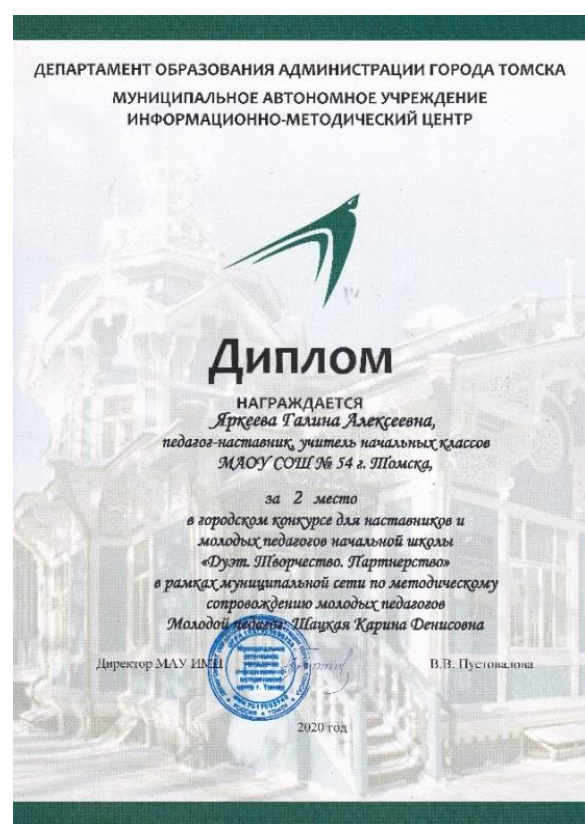 ДЕПАРТАМЕНТ ОБРАЗОВАНИЯ АДМИНИСТРАЦИИ ГОРОДА ТОМСКА
МУНИЦИПАЛЬНОЕ АВТОНОМНОЕ УЧРЕЖДЕНИЕ
ИНФОРМАЦИОННО-МЕТОДИЧЕСКИЙ ЦЕНТР
Диплом
НАГРАЖДАЕТСЯ
Яркеева Галина Алексеевна,
педагог-наставник, учитель начальных классов
МАОУ СОШ № 54 г. Томска,
за 2 место
в городском конкурсе для наставников и
молодых педагогов начальной школы
«Дуэт. Творчество. Партнерство»
в рамках муниципальной сети по методическому
сопровождению молодых педагогов
Молодой педагог: Шацкая Карина Денисовна
Директор МАУ ИМЦ В.В. Пустовалова
2020 год